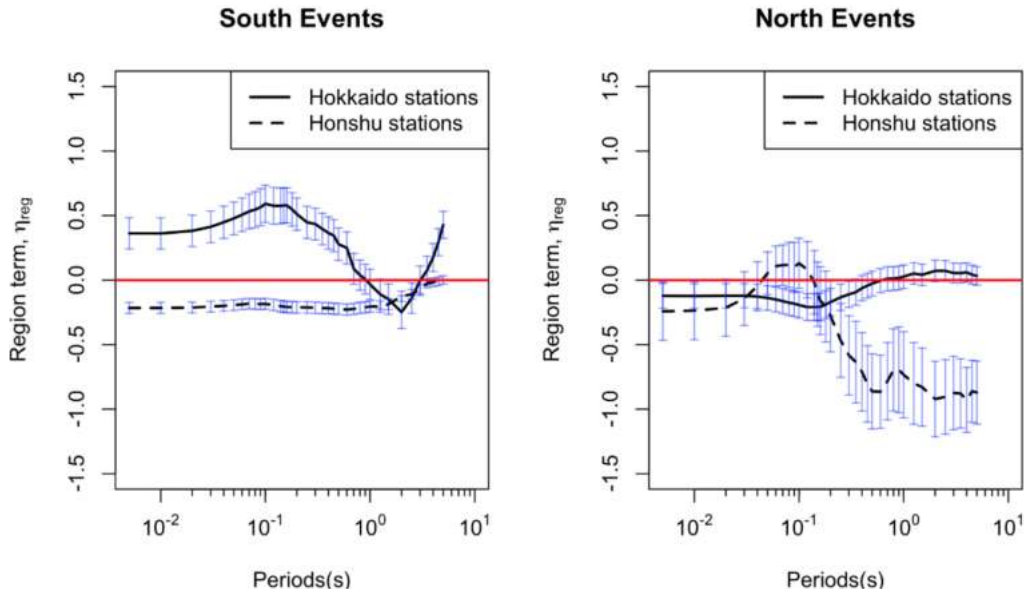 South Events
North Events
Hokkaido stations
Honshu stations
Hokkaido stations
Honshu stations
Region term, ηreg
1.5
1.0
0.5
0.0
-0.5
-1.0
-1.5
10⁻²
10⁻¹
10⁰
10¹
Periods(s)
Region term, ηreg
1.5
1.0
0.5
0.0
-0.5
-1.0
-1.5
10⁻²
10⁻¹
10⁰
10¹
Periods(s)